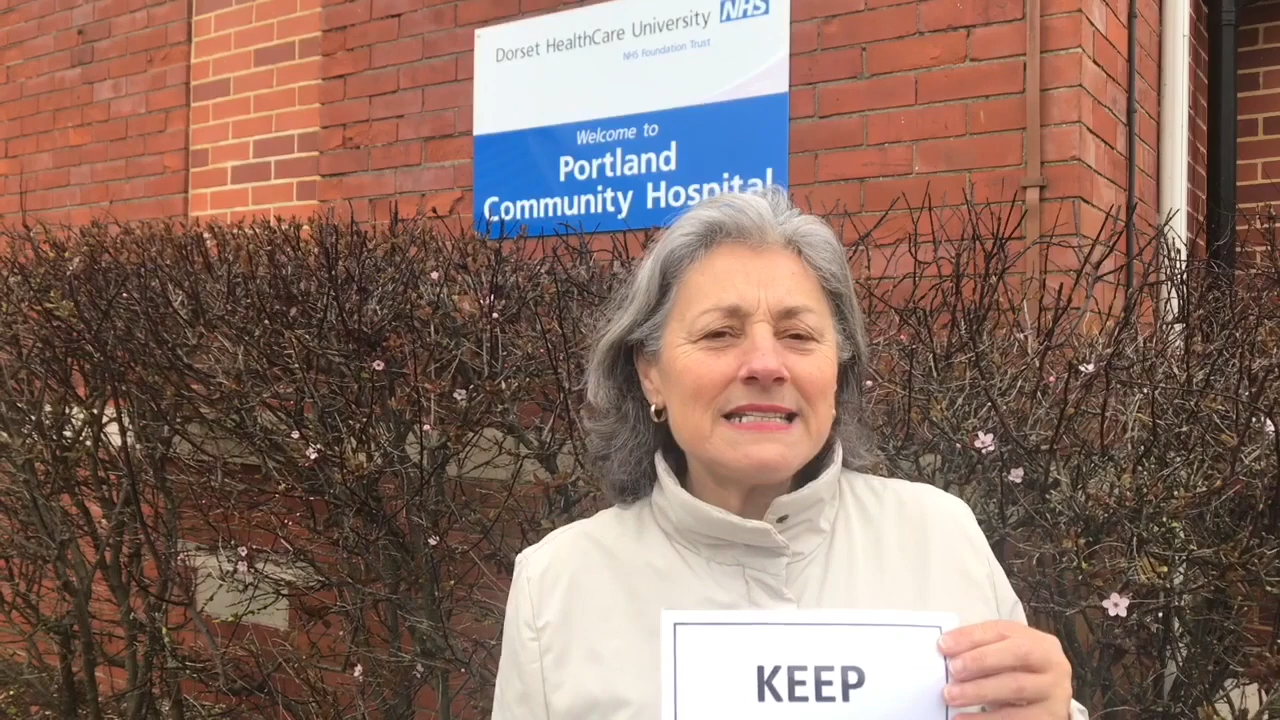 Dorset HealthCare University NHS
NHS Foundation Trust
Welcome to
Portland
Community Hospital
KEEP